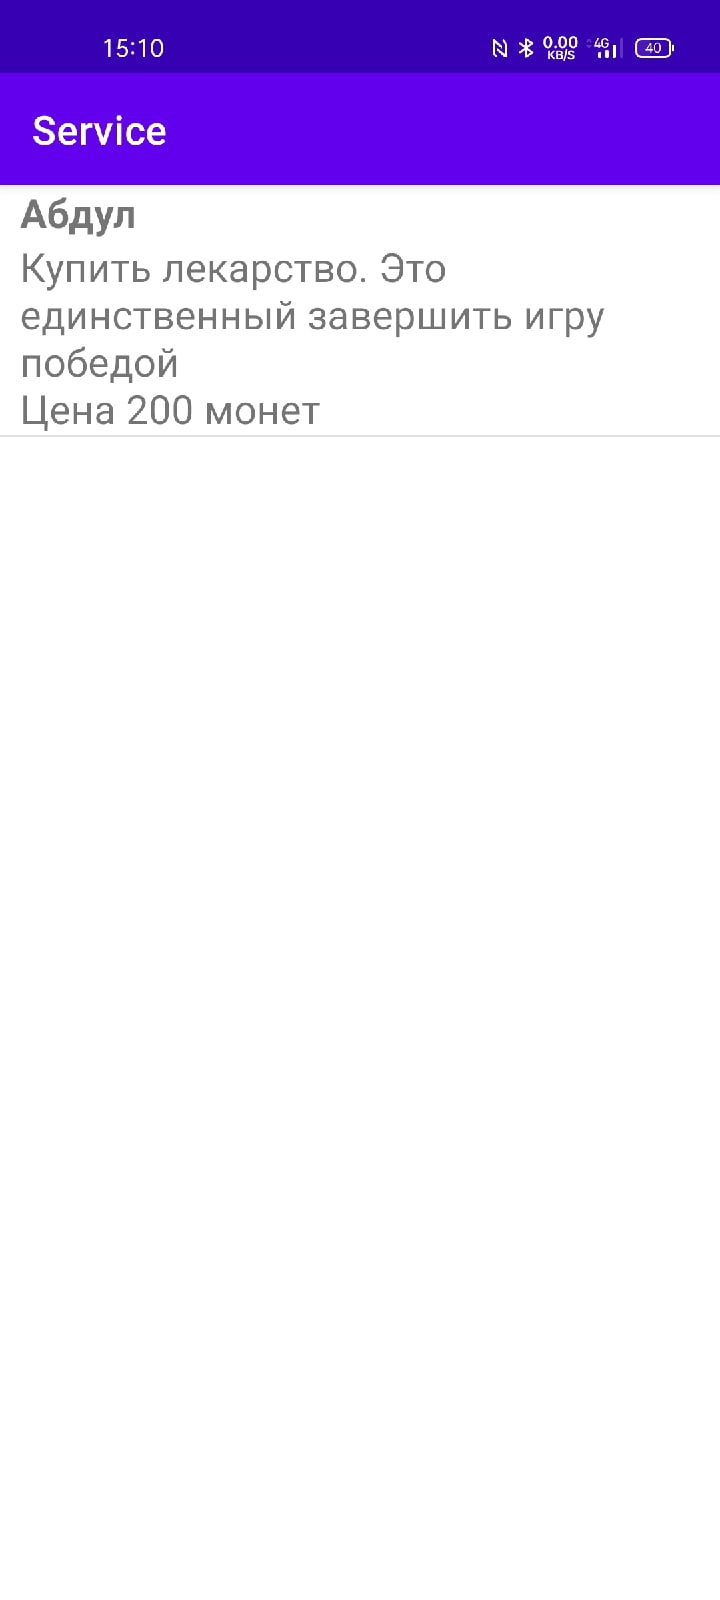 15:10 0.00 KB/S 4G 40
Service
Абдул
Купить лекарство. Это
единственный завершить игру
победой
Цена 200 монет